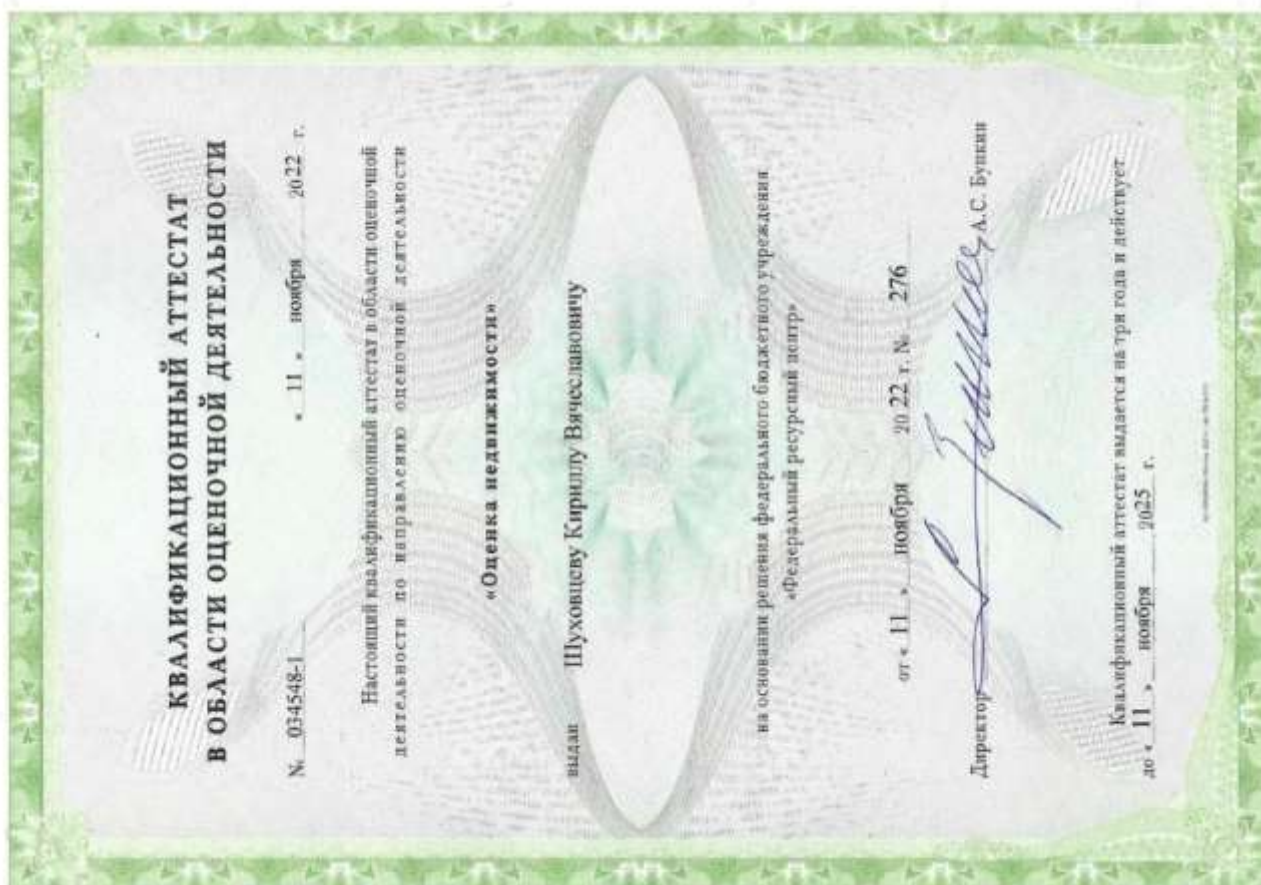 КВАЛИФИКАЦИОННЫЙ АТТЕСТАТ
В ОБЛАСТИ ОЦЕНОЧНОЙ ДЕЯТЕЛЬНОСТИ
№ 034548-1 « 11 » ноября 2022 г.
Настоящий квалификационный аттестат в области оценочной
деятельности по направлению оценочной деятельности
«Оценка недвижимости»
выдан Шуховцеву Кириллу Вячеславовичу
на основании решения федерального бюджетного учреждения
«Федеральный ресурсный центр»
от « 11 » ноября 2022 г. № 276
Директор А.С. Бункин
Квалификационный аттестат выдается на три года и действует
до « 11 » ноября 2025 г.